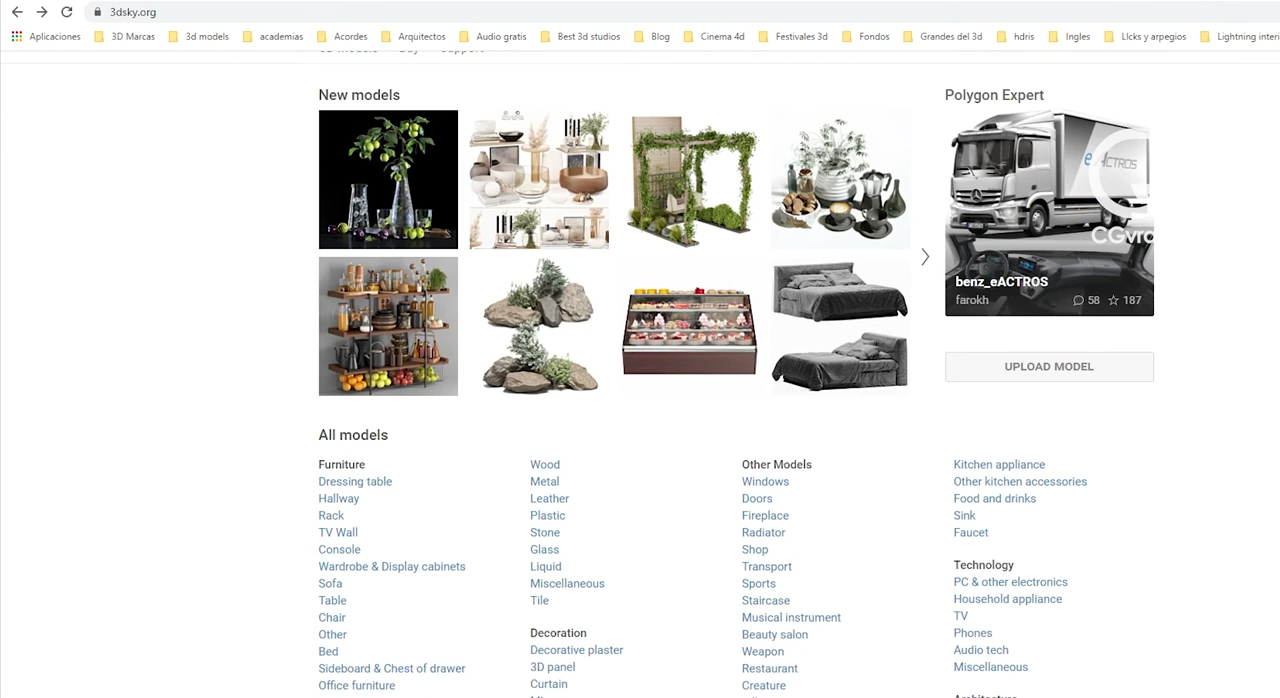 3dsky.org
Aplicaciones 3D Marcas 3d models academias Acordes Arquitectos Audio gratis Best 3d studios Blog Cinema 4d Festivales 3d Fondos Grandes del 3d hdris Ingles LIcks y arpegios Lightning interi
New models
Polygon Expert
eACTROS
CGvro
benz_eACTROS
farokh 58 187
UPLOAD MODEL
All models
Furniture
Dressing table
Hallway
Rack
TV Wall
Console
Wardrobe & Display cabinets
Sofa
Table
Chair
Other
Bed
Sideboard & Chest of drawer
Office furniture
Wood
Metal
Leather
Plastic
Stone
Glass
Liquid
Miscellaneous
Tile
Decoration
Decorative plaster
3D panel
Curtain
Other Models
Windows
Doors
Fireplace
Radiator
Shop
Transport
Sports
Staircase
Musical instrument
Beauty salon
Weapon
Restaurant
Creature
Kitchen appliance
Other kitchen accessories
Food and drinks
Sink
Faucet
Technology
PC & other electronics
Household appliance
TV
Phones
Audio tech
Miscellaneous